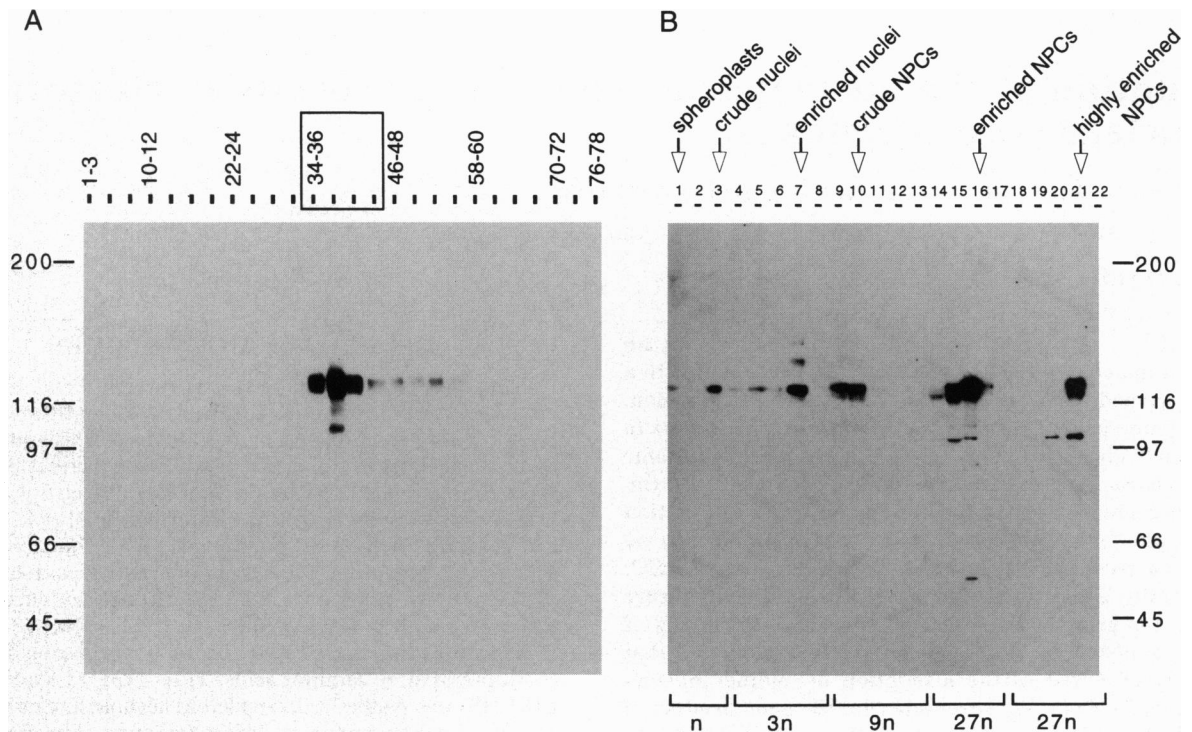 A
1-3
10-12
22-24
34-36
46-48
58-60
70-72
76-78
200
116
97
66
45
B
spheroplasts
crude nuclei
enriched nuclei
crude NPCs
enriched NPCs
highly enriched
NPCs
1 2 3 4 5 6 7 8 9 10 11 12 13 14 15 16 17 18 19 20 21 22
200
116
97
66
45
n 3n 9n 27n 27n